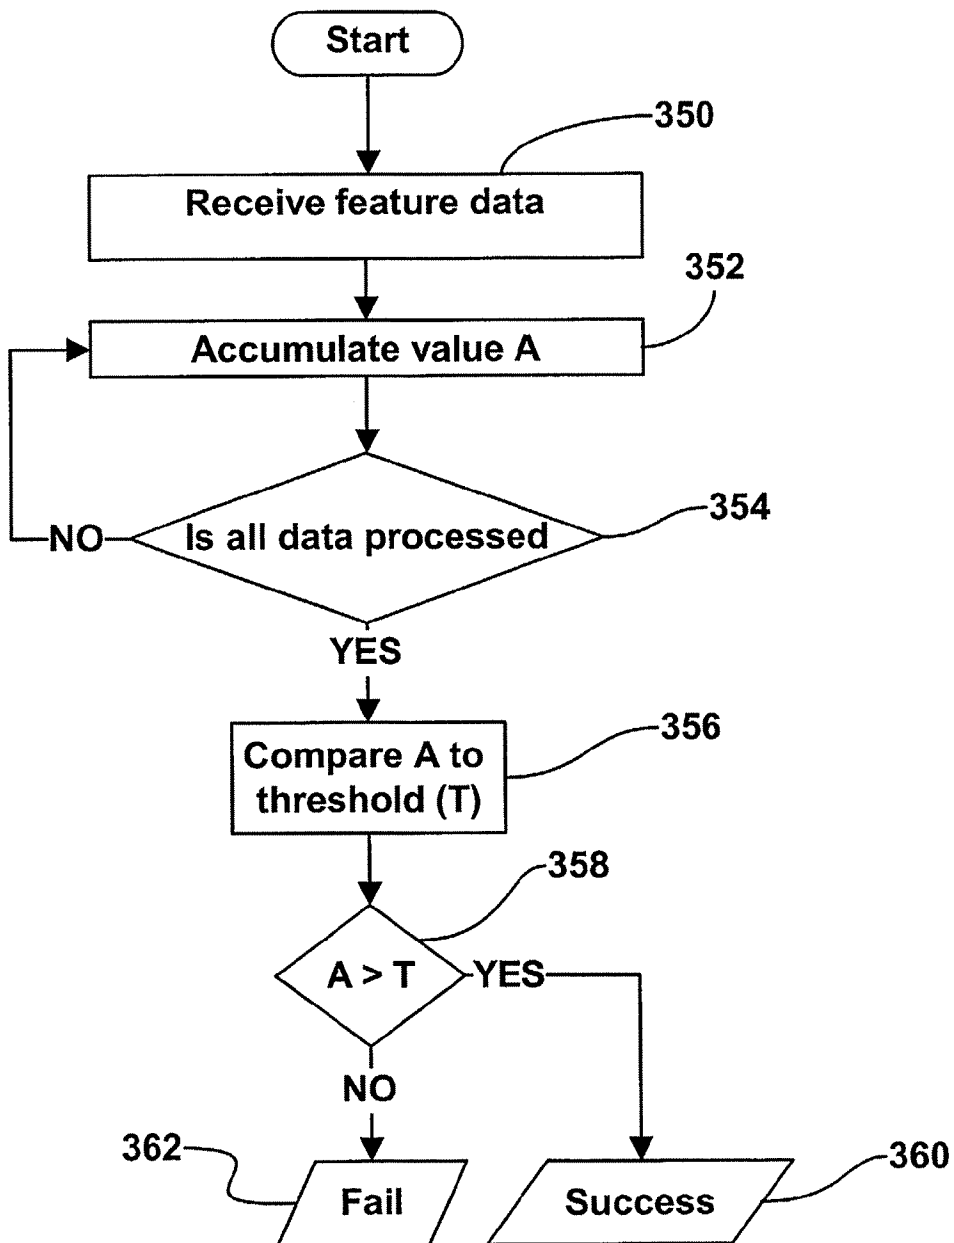 Start
350
Receive feature data
352
Accumulate value A
354
Is all data processed
NO
YES
356
Compare A to
threshold (T)
358
A > T
YES
NO
362
Fail
Success
360